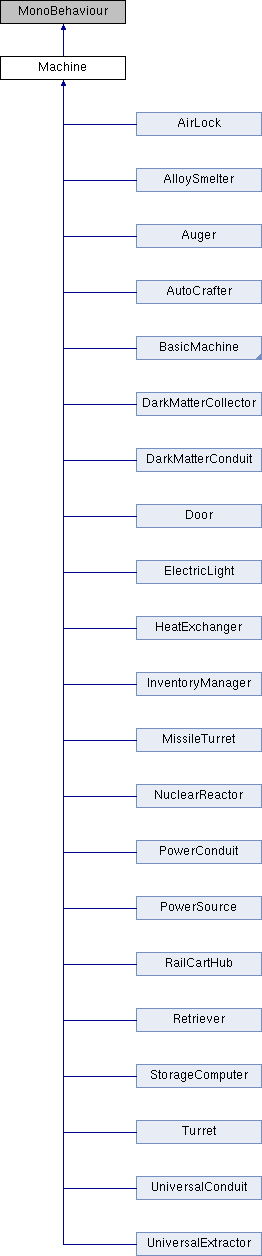 MonoBehaviour
Machine
AirLock
AlloySmelter
Auger
AutoCrafter
BasicMachine
DarkMatterCollector
DarkMatterConduit
Door
ElectricLight
HeatExchanger
InventoryManager
MissileTurret
NuclearReactor
PowerConduit
PowerSource
RailCartHub
Retriever
StorageComputer
Turret
UniversalConduit
UniversalExtractor